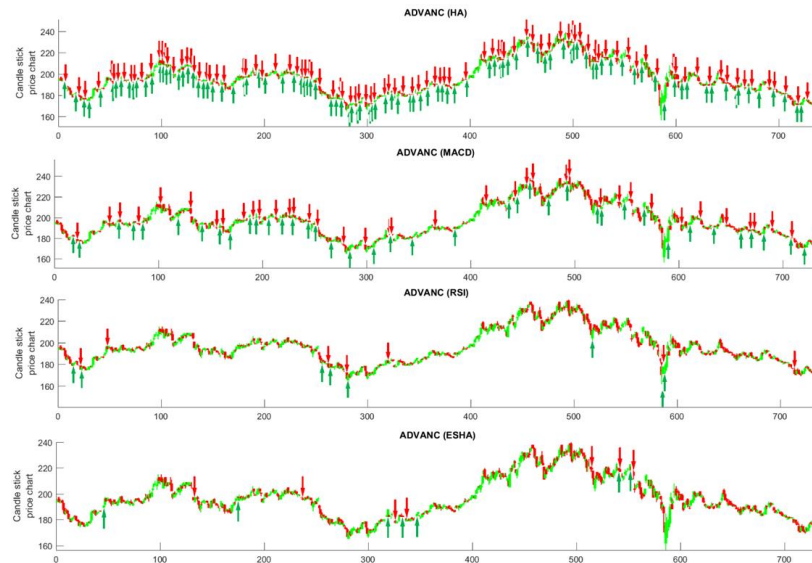 ADVANC (HA)
Candle stick
price chart
240
220
200
180
160
0 100 200 300 400 500 600 700
ADVANC (MACD)
Candle stick
price chart
240
220
200
180
160
0 100 200 300 400 500 600 700
ADVANC (RSI)
Candle stick
price chart
240
220
200
180
160
0 100 200 300 400 500 600 700
ADVANC (ESHA)
Candle stick
price chart
240
220
200
180
160
0 100 200 300 400 500 600 700